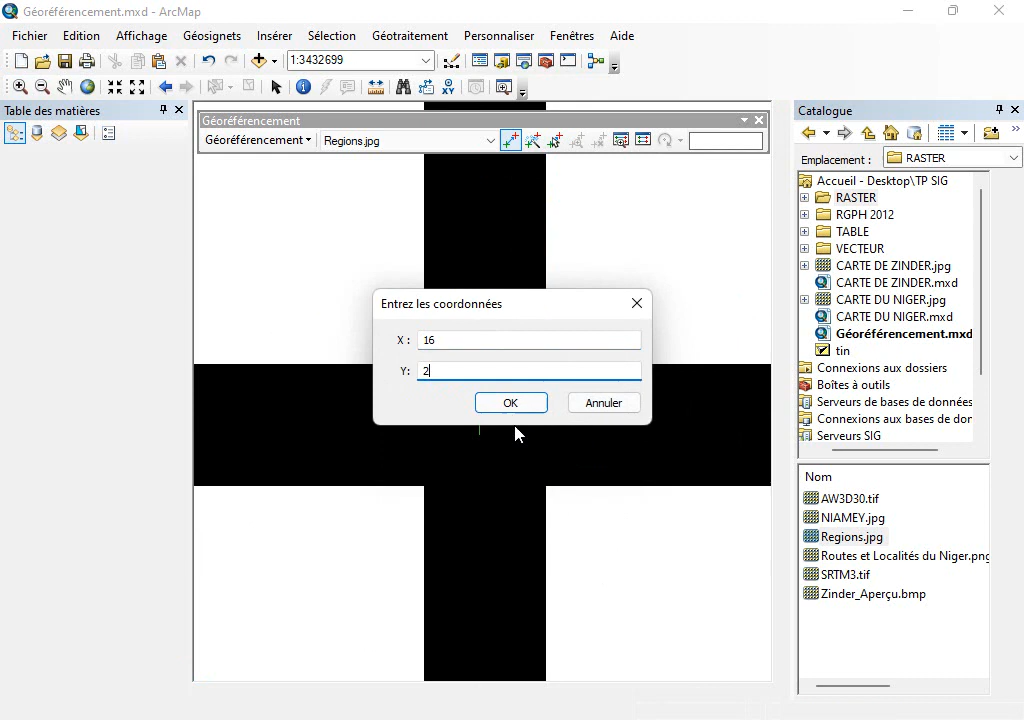 Géoréférencement.mxd - ArcMap
Fichier Edition Affichage Géosignets Insérer Sélection Géotraitement Personnaliser Fenêtres Aide
1:3432699
Table des matières
Géoréférencement
Géoréférencement Regions.jpg
Entrez les coordonnées
X : 16
Y: 2
OK Annuler
Catalogue
Emplacement : RASTER
Accueil - Desktop\TP SIG
RASTER
RGPH 2012
TABLE
VECTEUR
CARTE DE ZINDER.jpg
CARTE DE ZINDER.mxd
CARTE DU NIGER.jpg
CARTE DU NIGER.mxd
Géoréférencement.mxd
tin
Connexions aux dossiers
Boîtes à outils
Serveurs de bases de données
Connexions aux bases de dor
Serveurs SIG
Nom
AW3D30.tif
NIAMEY.jpg
Regions.jpg
Routes et Localités du Niger.png
SRTM3.tif
Zinder_Aperçu.bmp